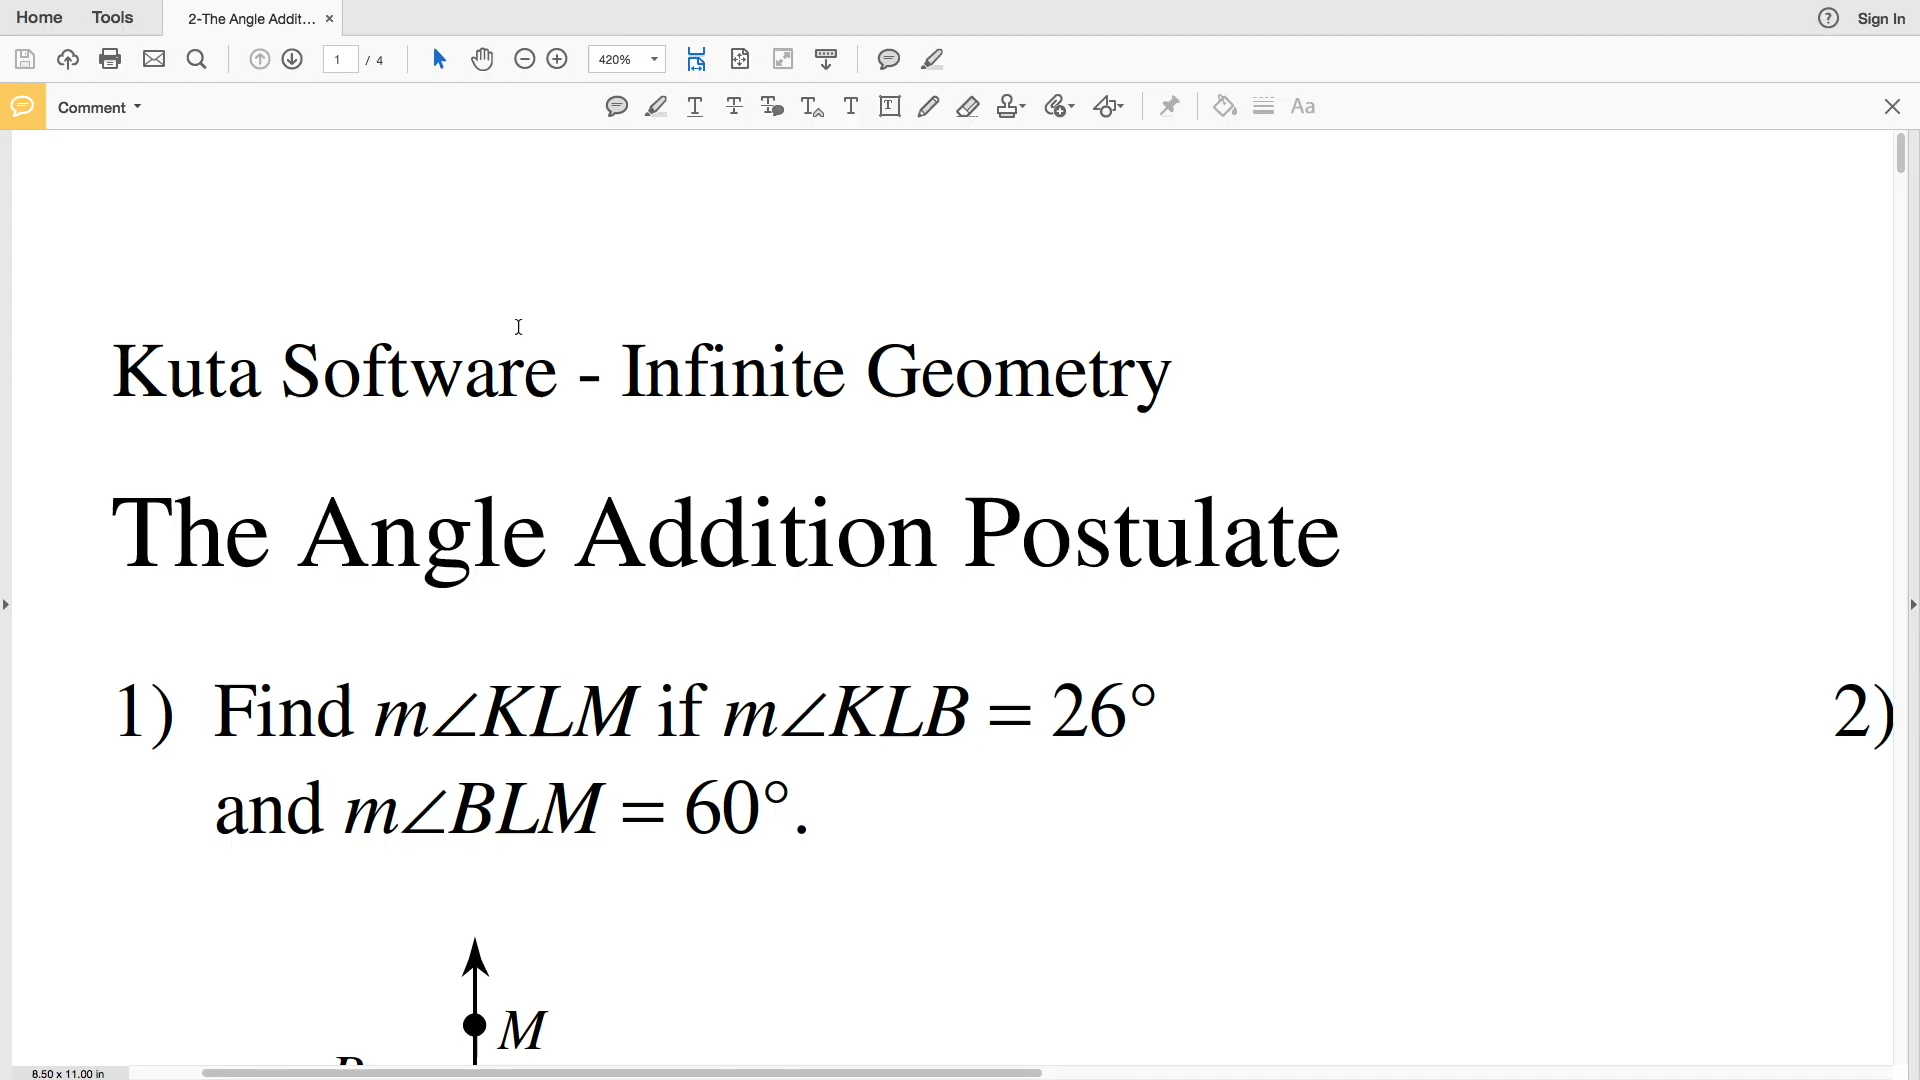 Home Tools 2-The Angle Addit... × ? Sign In
1 / 4 420%
Comment
Kuta Software - Infinite Geometry
The Angle Addition Postulate
1) Find m∠KLM if m∠KLB = 26° 2)
and m∠BLM = 60°.
M
8.50 x 11.00 in